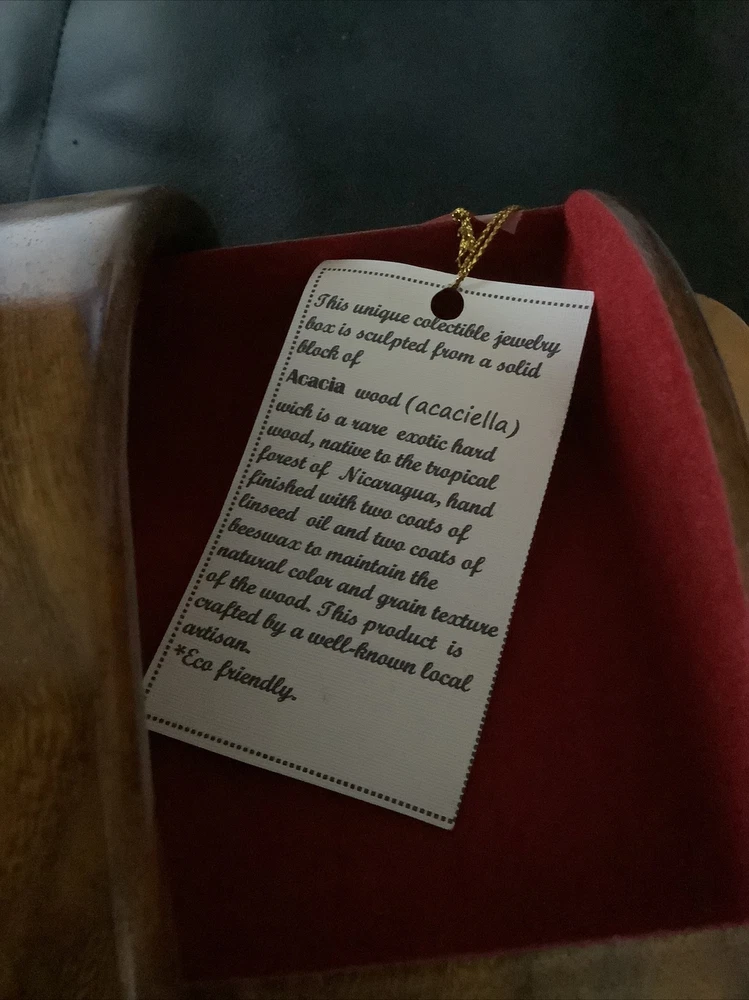 This unique colectible jewelry
box is sculpted from a solid
block of
Acacia wood (acaciella)
wich is a rare exotic hard
wood, native to the tropical
forest of Nicaragua, hand
finished with two coats of
linseed oil and two coats of
beeswax to maintain the
natural color and grain texture
of the wood. This product is
crafted by a well-known local
artisan.
*Eco friendly.